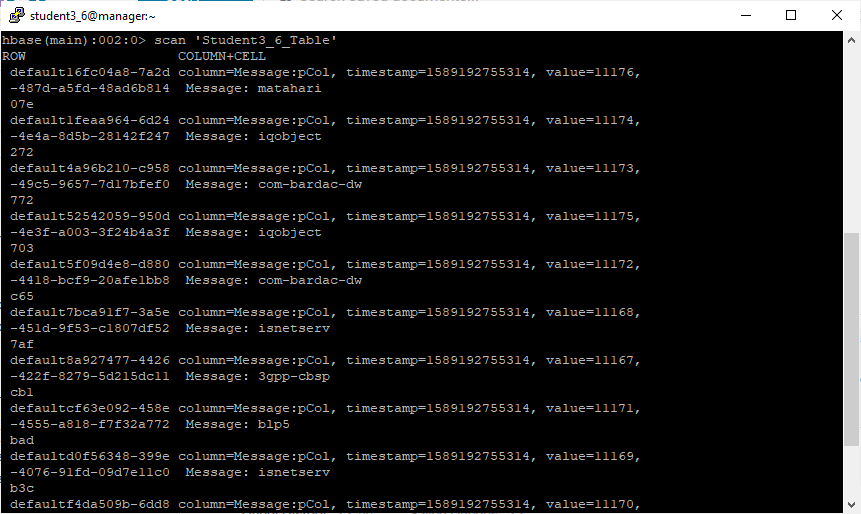 student3_6@manager:~
hbase(main):002:0> scan 'Student3_6_Table'
ROW COLUMN+CELL
default16fc04a8-7a2d column=Message:pCol, timestamp=1589192755314, value=11176,
-487d-a5fd-48ad6b814 Message: matahari
07e
default1feaa964-6d24 column=Message:pCol, timestamp=1589192755314, value=11174,
-4e4a-8d5b-28142f247 Message: iqobject
272
default4a96b210-c958 column=Message:pCol, timestamp=1589192755314, value=11173,
-49c5-9657-7d17bfef0 Message: com-bardac-dw
772
default52542059-950d column=Message:pCol, timestamp=1589192755314, value=11175,
-4e3f-a003-3f24b4a3f Message: iqobject
703
default5f09d4e8-d880 column=Message:pCol, timestamp=1589192755314, value=11172,
-4418-bcf9-20afe1bb8 Message: com-bardac-dw
c65
default7bca91f7-3a5e column=Message:pCol, timestamp=1589192755314, value=11168,
-451d-9f53-c1807df52 Message: isnetserv
7af
default8a927477-4426 column=Message:pCol, timestamp=1589192755314, value=11167,
-422f-8279-5d215dc11 Message: 3gpp-cbsp
cb1
defaultcf63e092-458e column=Message:pCol, timestamp=1589192755314, value=11171,
-4555-a818-f7f32a772 Message: blp5
bad
defaultd0f56348-399e column=Message:pCol, timestamp=1589192755314, value=11169,
-4076-91fd-09d7e11c0 Message: isnetserv
b3c
defaultf4da509b-6dd8 column=Message:pCol, timestamp=1589192755314, value=11170,